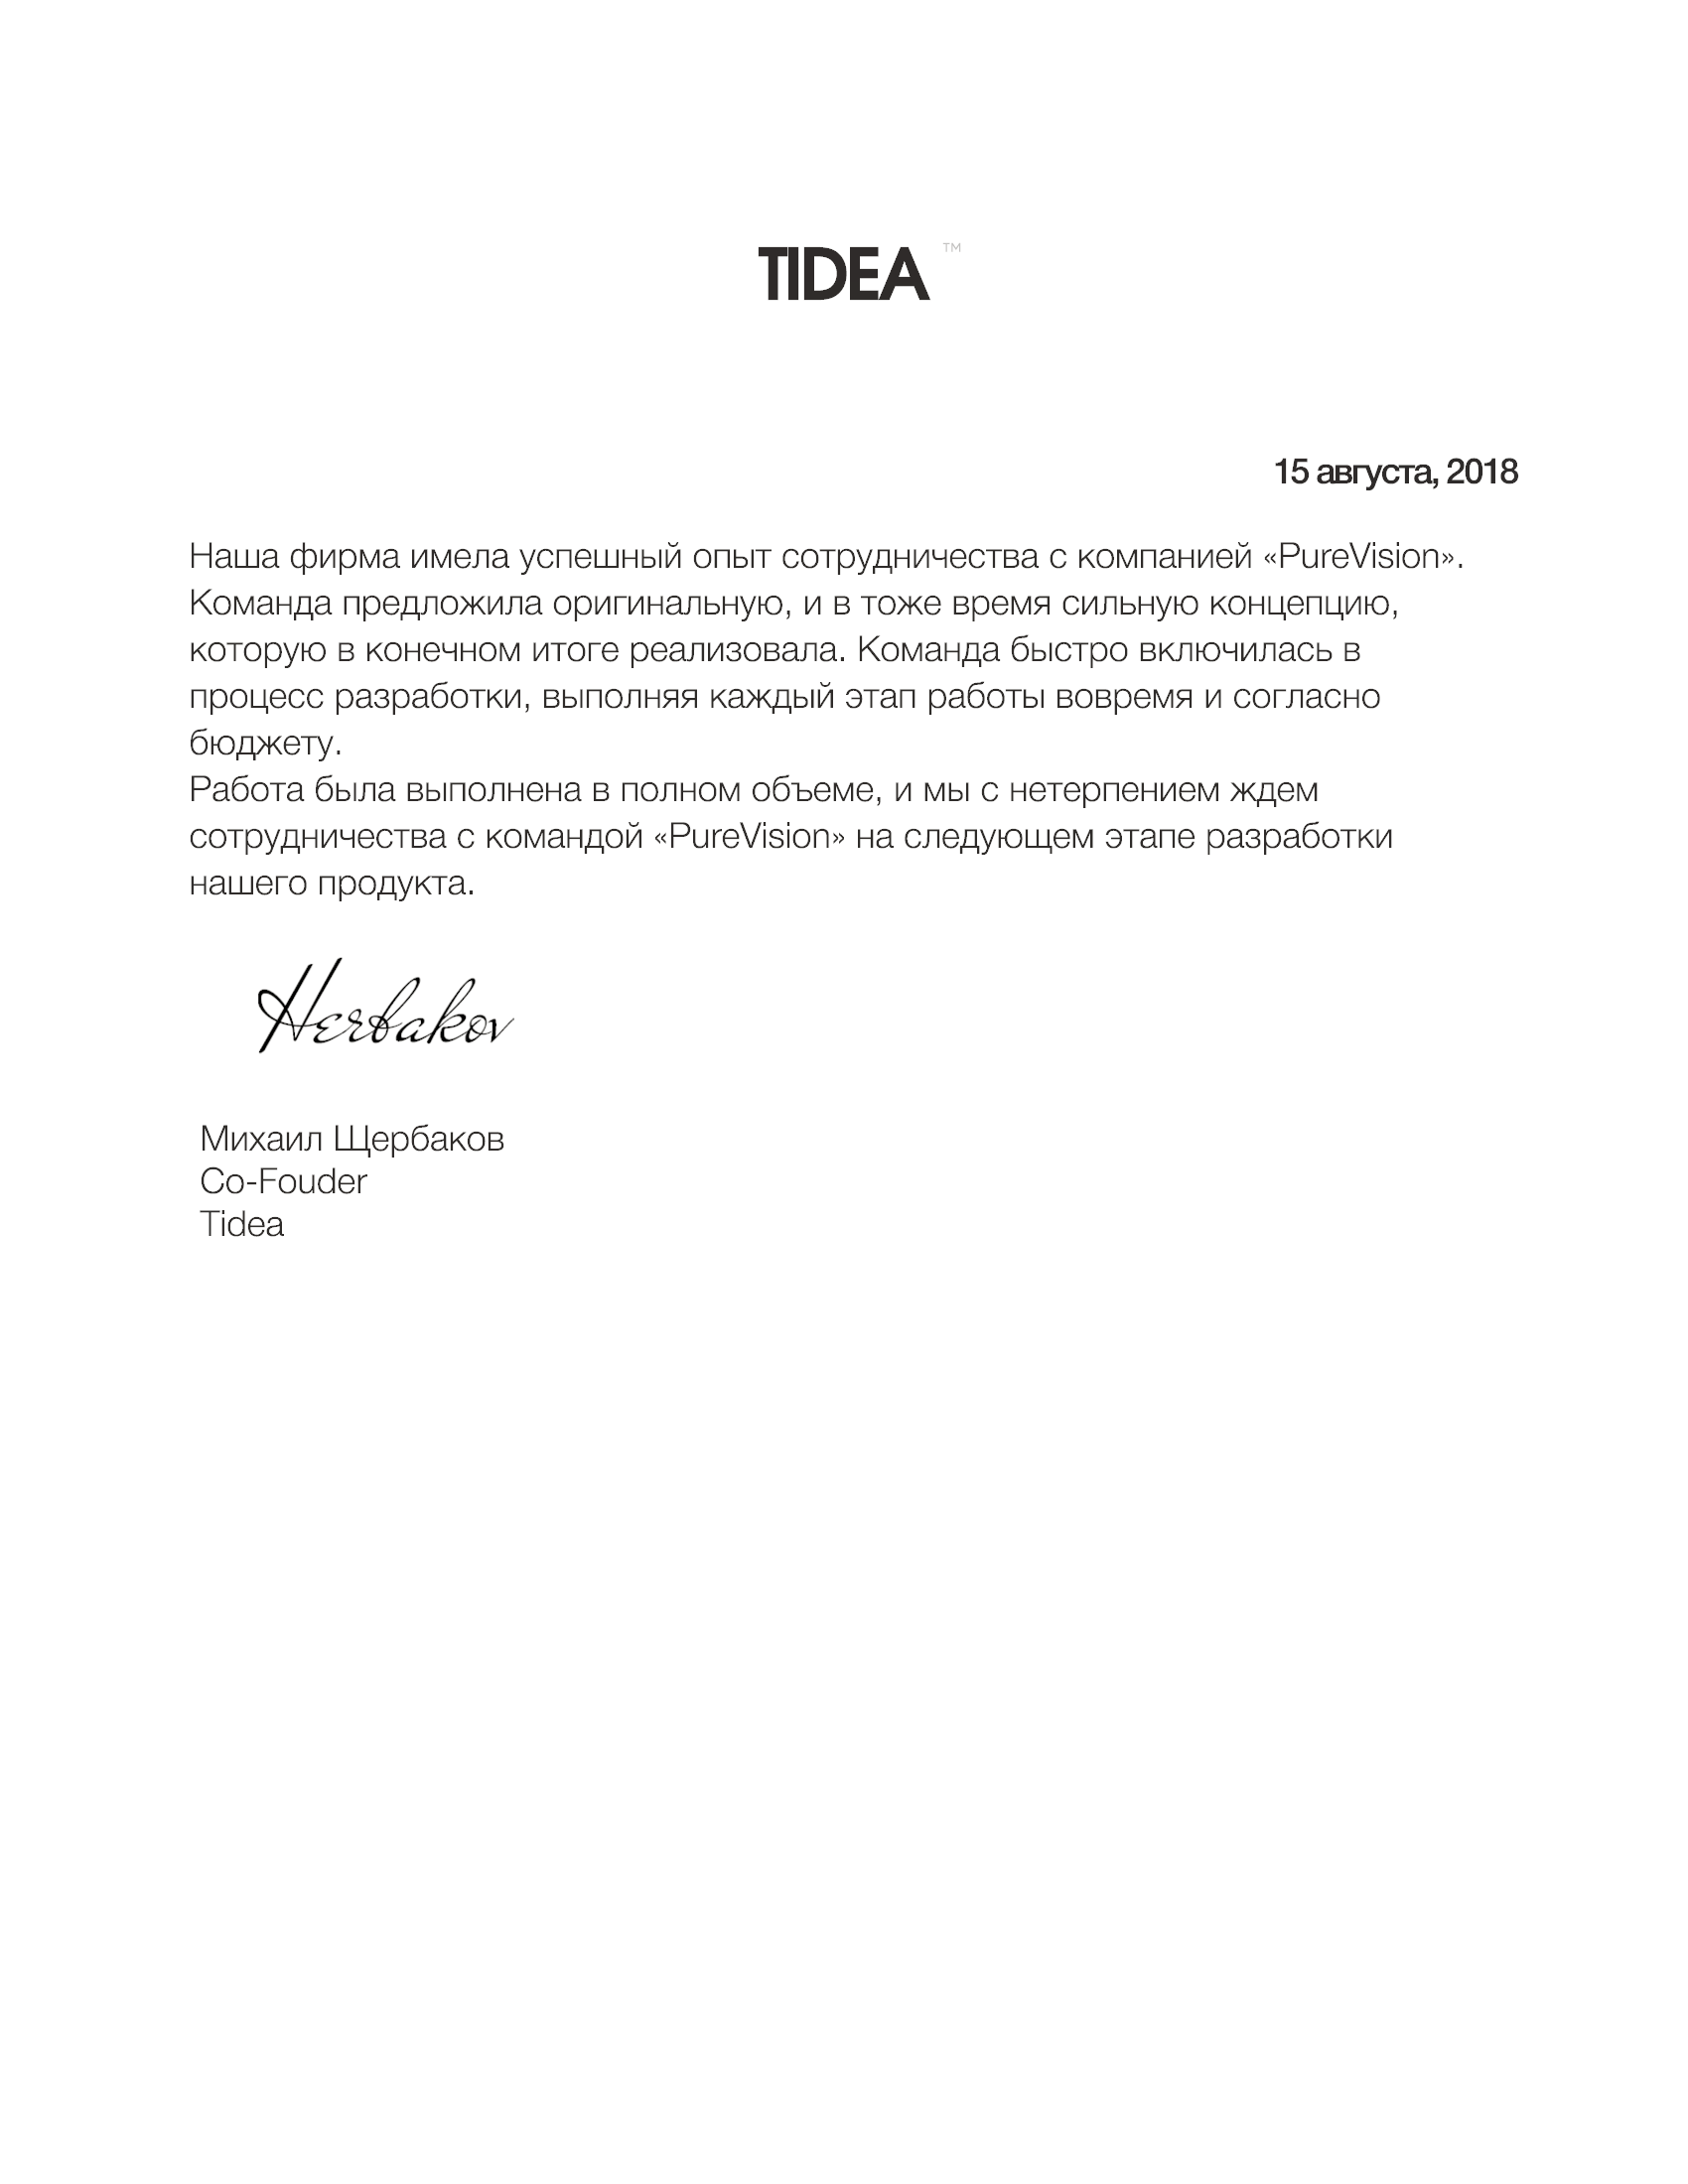 TIDEA ™
15 августа, 2018
Наша фирма имела успешный опыт сотрудничества с компанией «PureVision».
Команда предложила оригинальную, и в тоже время сильную концепцию,
которую в конечном итоге реализовала. Команда быстро включилась в
процесс разработки, выполняя каждый этап работы вовремя и согласно
бюджету.
Работа была выполнена в полном объеме, и мы с нетерпением ждем
сотрудничества с командой «PureVision» на следующем этапе разработки
нашего продукта.
Herbakov
Михаил Щербаков
Co-Fouder
Tidea